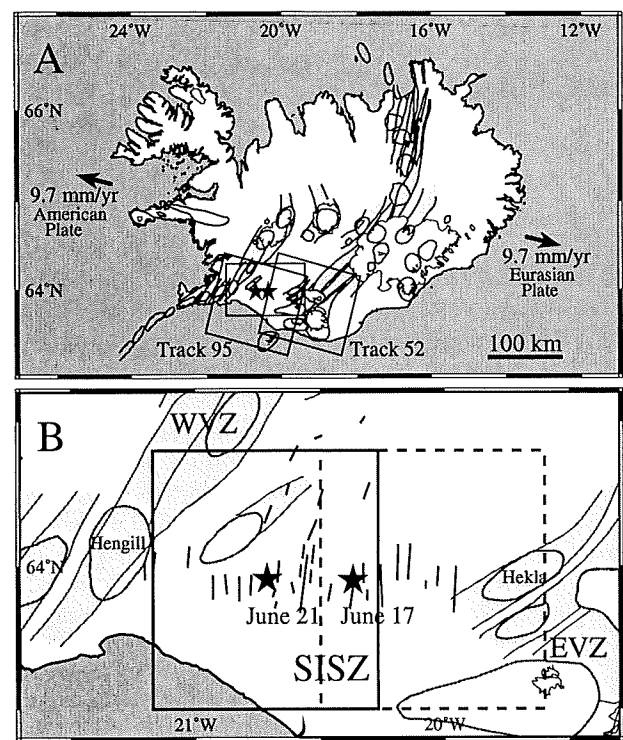 24°W 20°W 16°W 12°W
A
66°N
9.7 mm/yr
American
Plate
9.7 mm/yr
Eurasian
Plate
64°N
Track 95
Track 52
100 km
B
WVZ
Hengill
64°N
Hekla
June 21
June 17
SISZ
EVZ
21°W 20°W